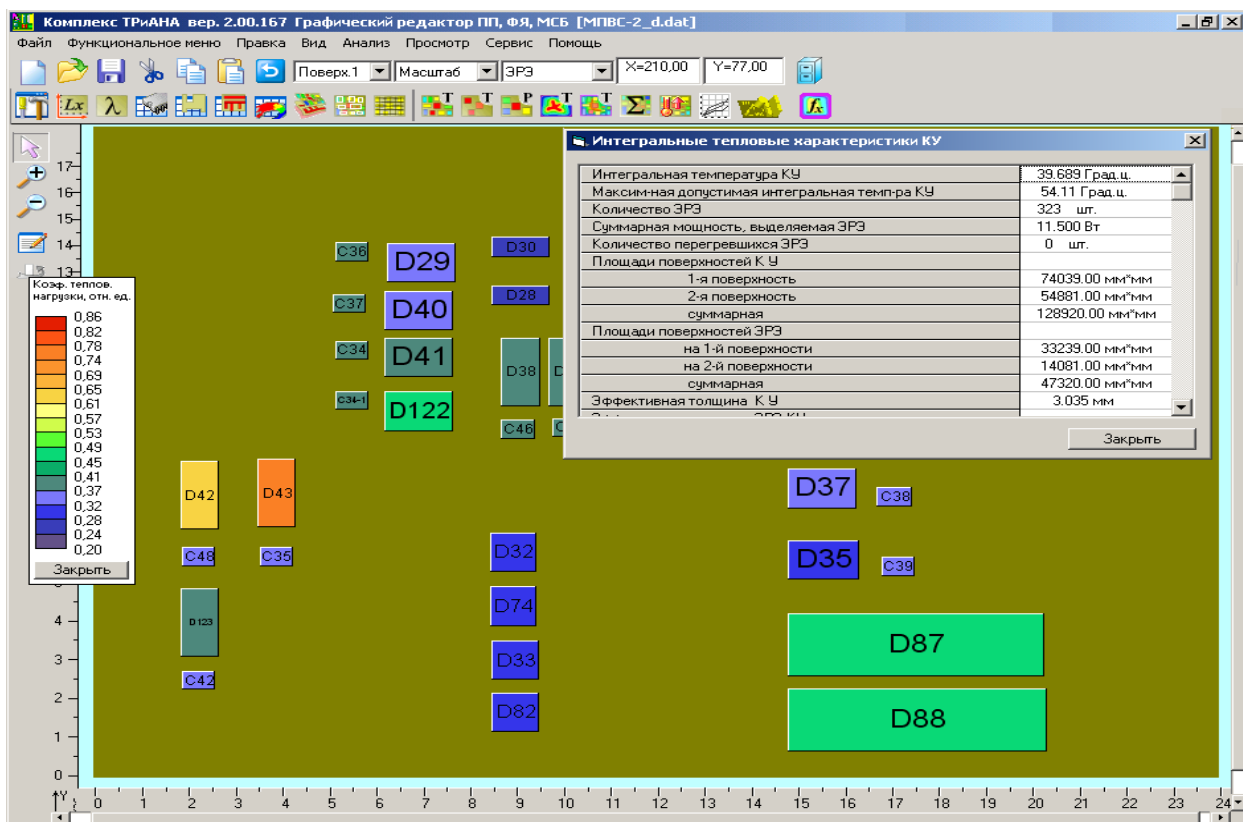 Комплекс ТРиАНА вер. 2.00.167 Графический редактор ПП, ФЯ, МСБ [МПВС-2_d.dat]
Файл Функциональное меню Правка Вид Анализ Просмотр Сервис Помощь
Поверх.1 Масштаб ЭРЭ X=210,00 Y=77,00
Lx λ T T P T T Σ
Интегральные тепловые характеристики КУ
Интегральная температура КУ 39.689 Град.ц.
Максим-ная допустимая интегральная темп-ра КУ 54.11 Град.ц.
Количество ЭРЭ 323 шт.
Суммарная мощность, выделяемая ЭРЭ 11.500 Вт
Количество перегревшихся ЭРЭ 0 шт.
Площади поверхностей К У
1-я поверхность 74039.00 мм*мм
2-я поверхность 54881.00 мм*мм
суммарная 128920.00 мм*мм
Площади поверхностей ЭРЭ
на 1-й поверхности 33239.00 мм*мм
на 2-й поверхности 14081.00 мм*мм
суммарная 47320.00 мм*мм
Эффективная толщина К У 3.035 мм
Закрыть
17
16
15
14
13
Коэф. теплов.
нагрузки, отн. ед.
0,86
0,82
0,78
0,74
0,69
0,65
0,61
0,57
0,53
0,49
0,45
0,41
0,37
0,32
0,28
0,24
0,20
Закрыть
C36 D29 D30
C37 D40 D28
C34 D41 D38
C34-1 D122 C46
D42 D43 D37 C38
C48 C35 D32 D35 C39
D123 D74
D87
C42 D33
D82 D88
4
3
2
1
0
Y
0 1 2 3 4 5 6 7 8 9 10 11 12 13 14 15 16 17 18 19 20 21 22 23 24